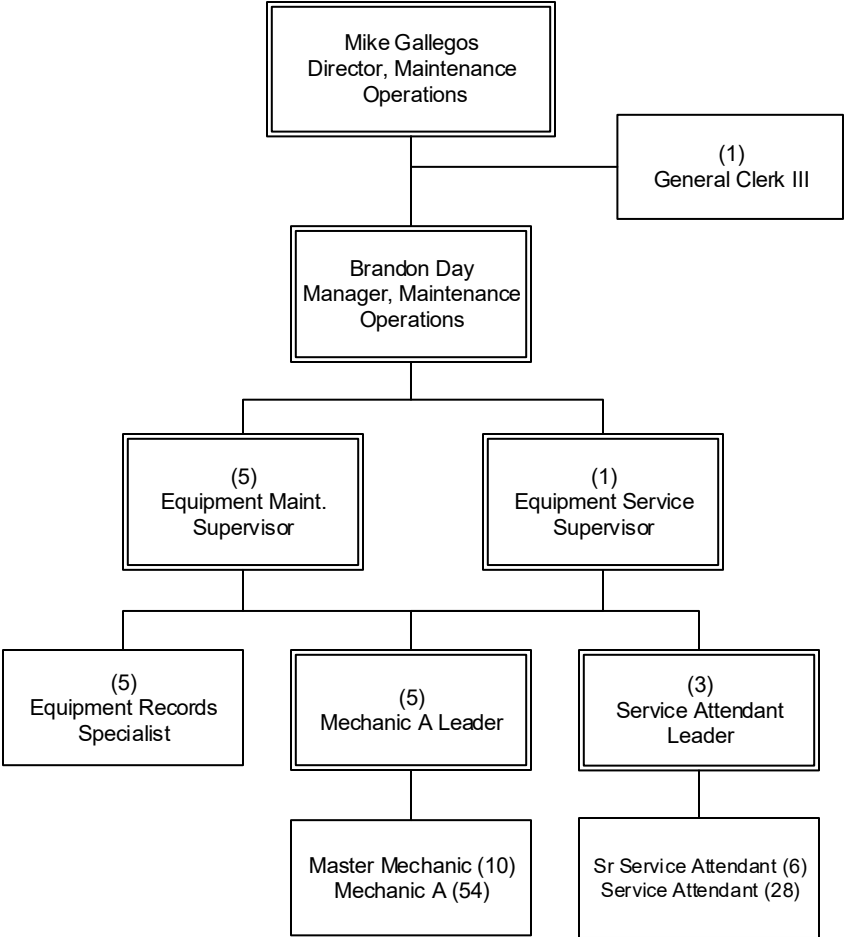 Mike Gallegos
Director, Maintenance
Operations
(1)
General Clerk III
Brandon Day
Manager, Maintenance
Operations
(5)
Equipment Maint.
Supervisor
(1)
Equipment Service
Supervisor
(5)
Equipment Records
Specialist
(5)
Mechanic A Leader
(3)
Service Attendant
Leader
Master Mechanic (10)
Mechanic A (54)
Sr Service Attendant (6)
Service Attendant (28)